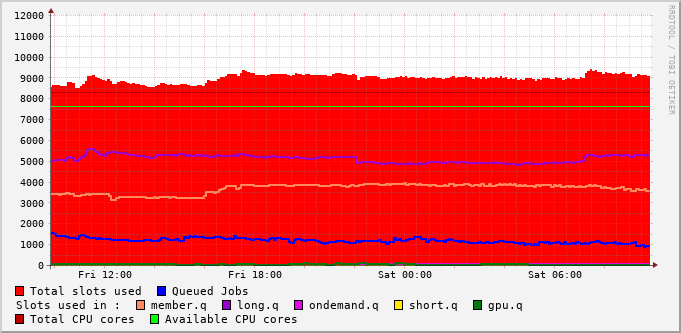 12000
11000
10000
9000
8000
7000
6000
5000
4000
3000
2000
1000
0
Fri 12:00 Fri 18:00 Sat 00:00 Sat 06:00
RRDTOOL / TOBI OETIKER
Total slots used Queued Jobs
Slots used in : member.q long.q ondemand.q short.q gpu.q
Total CPU cores Available CPU cores